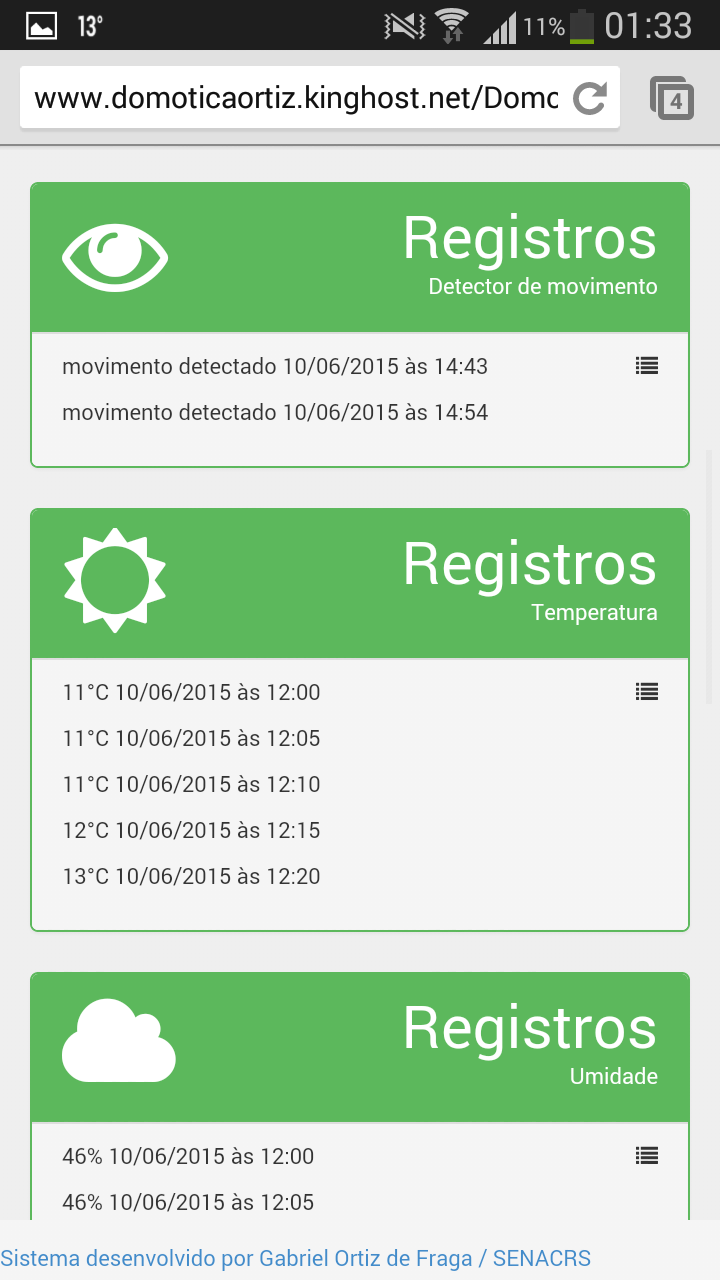 13°
11%
01:33
www.domoticaortiz.kinghost.net/Domo
4
Registros
Detector de movimento
movimento detectado 10/06/2015 às 14:43
movimento detectado 10/06/2015 às 14:54
Registros
Temperatura
11°C 10/06/2015 às 12:00
11°C 10/06/2015 às 12:05
11°C 10/06/2015 às 12:10
12°C 10/06/2015 às 12:15
13°C 10/06/2015 às 12:20
Registros
Umidade
46% 10/06/2015 às 12:00
46% 10/06/2015 às 12:05
Sistema desenvolvido por Gabriel Ortiz de Fraga / SENACRS